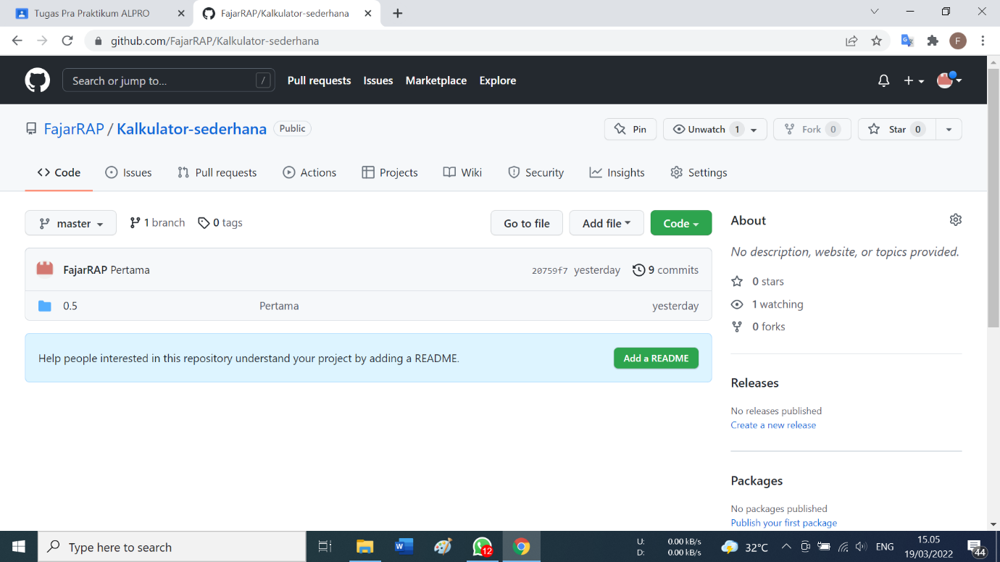 Tugas Pra Praktikum ALPRO
FajarRAP/Kalkulator-sederhana
github.com/FajarRAP/Kalkulator-sederhana
F
Search or jump to...
/
Pull requests
Issues
Marketplace
Explore
FajarRAP / Kalkulator-sederhana
Public
Pin
Unwatch 1
Fork 0
Star 0
Code
Issues
Pull requests
Actions
Projects
Wiki
Security
Insights
Settings
master
1 branch
0 tags
Go to file
Add file
Code
FajarRAP Pertama
20759f7 yesterday
9 commits
0.5
Pertama
yesterday
Help people interested in this repository understand your project by adding a README.
Add a README
About
No description, website, or topics provided.
0 stars
1 watching
0 forks
Releases
No releases published
Create a new release
Packages
No packages published
Publish your first package
Type here to search
12
U: 0.00 kB/s
D: 0.00 kB/s
32°C
ENG
15.05
19/03/2022
44